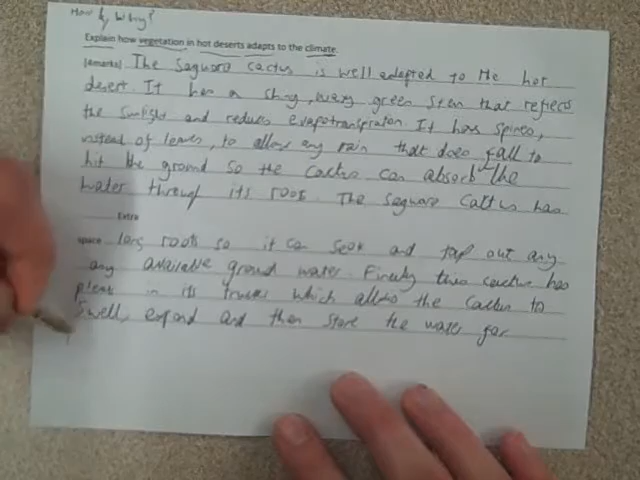 How & Why?
Explain how vegetation in hot deserts adapts to the climate.
[4marks] The Saguaro cactus is well adapted to the hot
desert. It has a shiny, waxy green stem that reflects
the sunlight and reduces evapotranspiration. It has spines,
instead of leaves, to allow any rain that does fall to
hit the ground so the cactus can absorb the
water through its roots. The Saguaro cactus has
Extra
space long roots so it can seek and tap out any
any available ground water. Finally this cactus has
pleats in its trunk which allows the cactus to
swell, expand and then store the water for